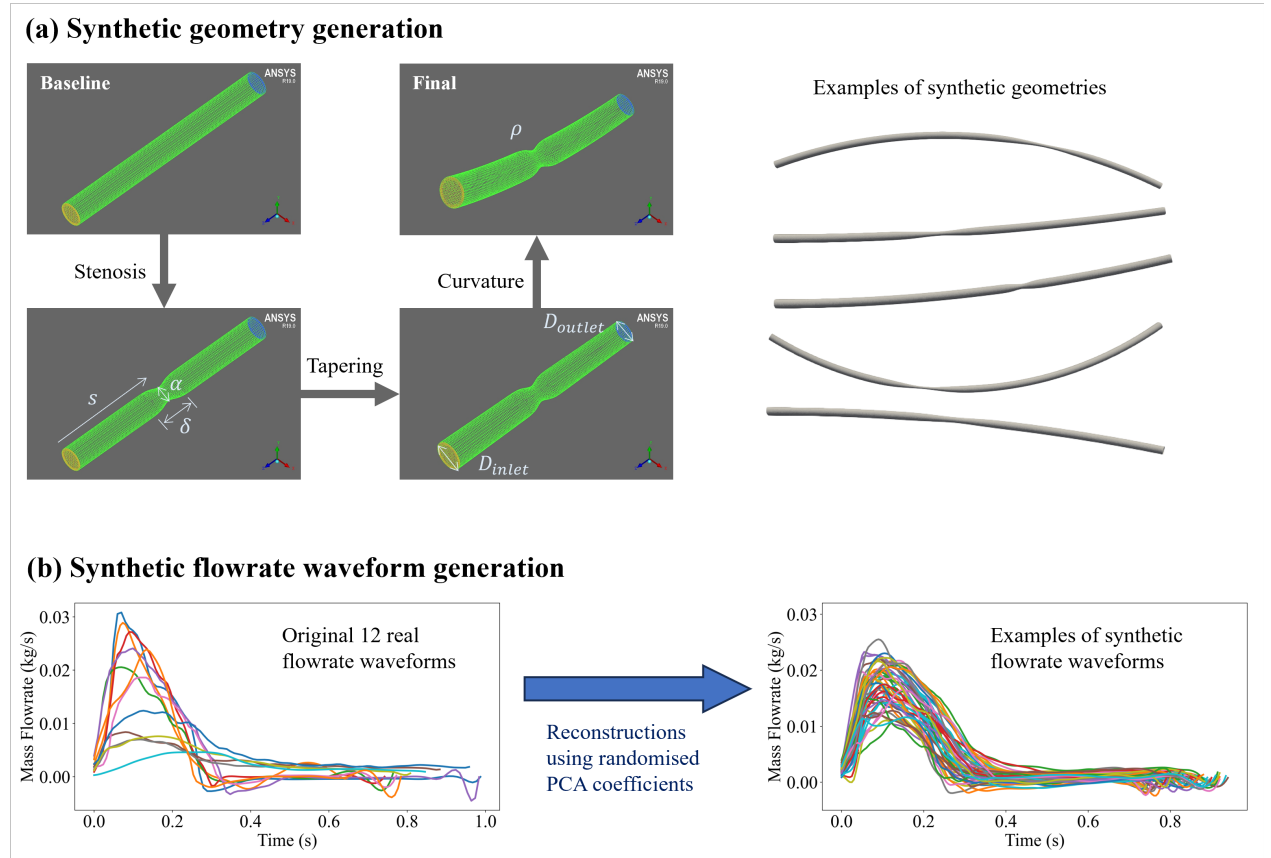 (a) Synthetic geometry generation
Baseline
ANSYS
R19.0
Final
ρ
ANSYS
R19.0
Examples of synthetic geometries
Stenosis
Curvature
s
α
δ
ANSYS
R19.0
Tapering
D_outlet
D_inlet
ANSYS
R19.0
(b) Synthetic flowrate waveform generation
Mass Flowrate (kg/s)
0.03
0.02
0.01
0.00
Original 12 real
flowrate waveforms
0.0 0.2 0.4 0.6 0.8 1.0
Time (s)
Reconstructions
using randomised
PCA coefficients
Mass Flowrate (kg/s)
0.03
0.02
0.01
0.00
Examples of synthetic
flowrate waveforms
0.0 0.2 0.4 0.6 0.8
Time (s)